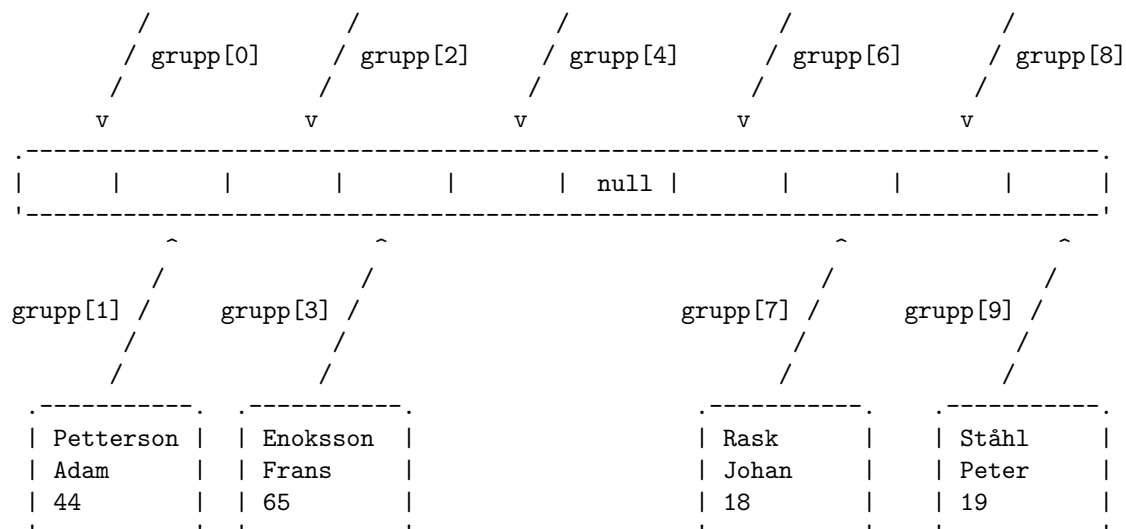 grupp[0] grupp[2] grupp[4] grupp[6] grupp[8]
v v v v v
null
grupp[1] grupp[3] grupp[7] grupp[9]
Petterson Enoksson Rask Ståhl
Adam Frans Johan Peter
44 65 18 19